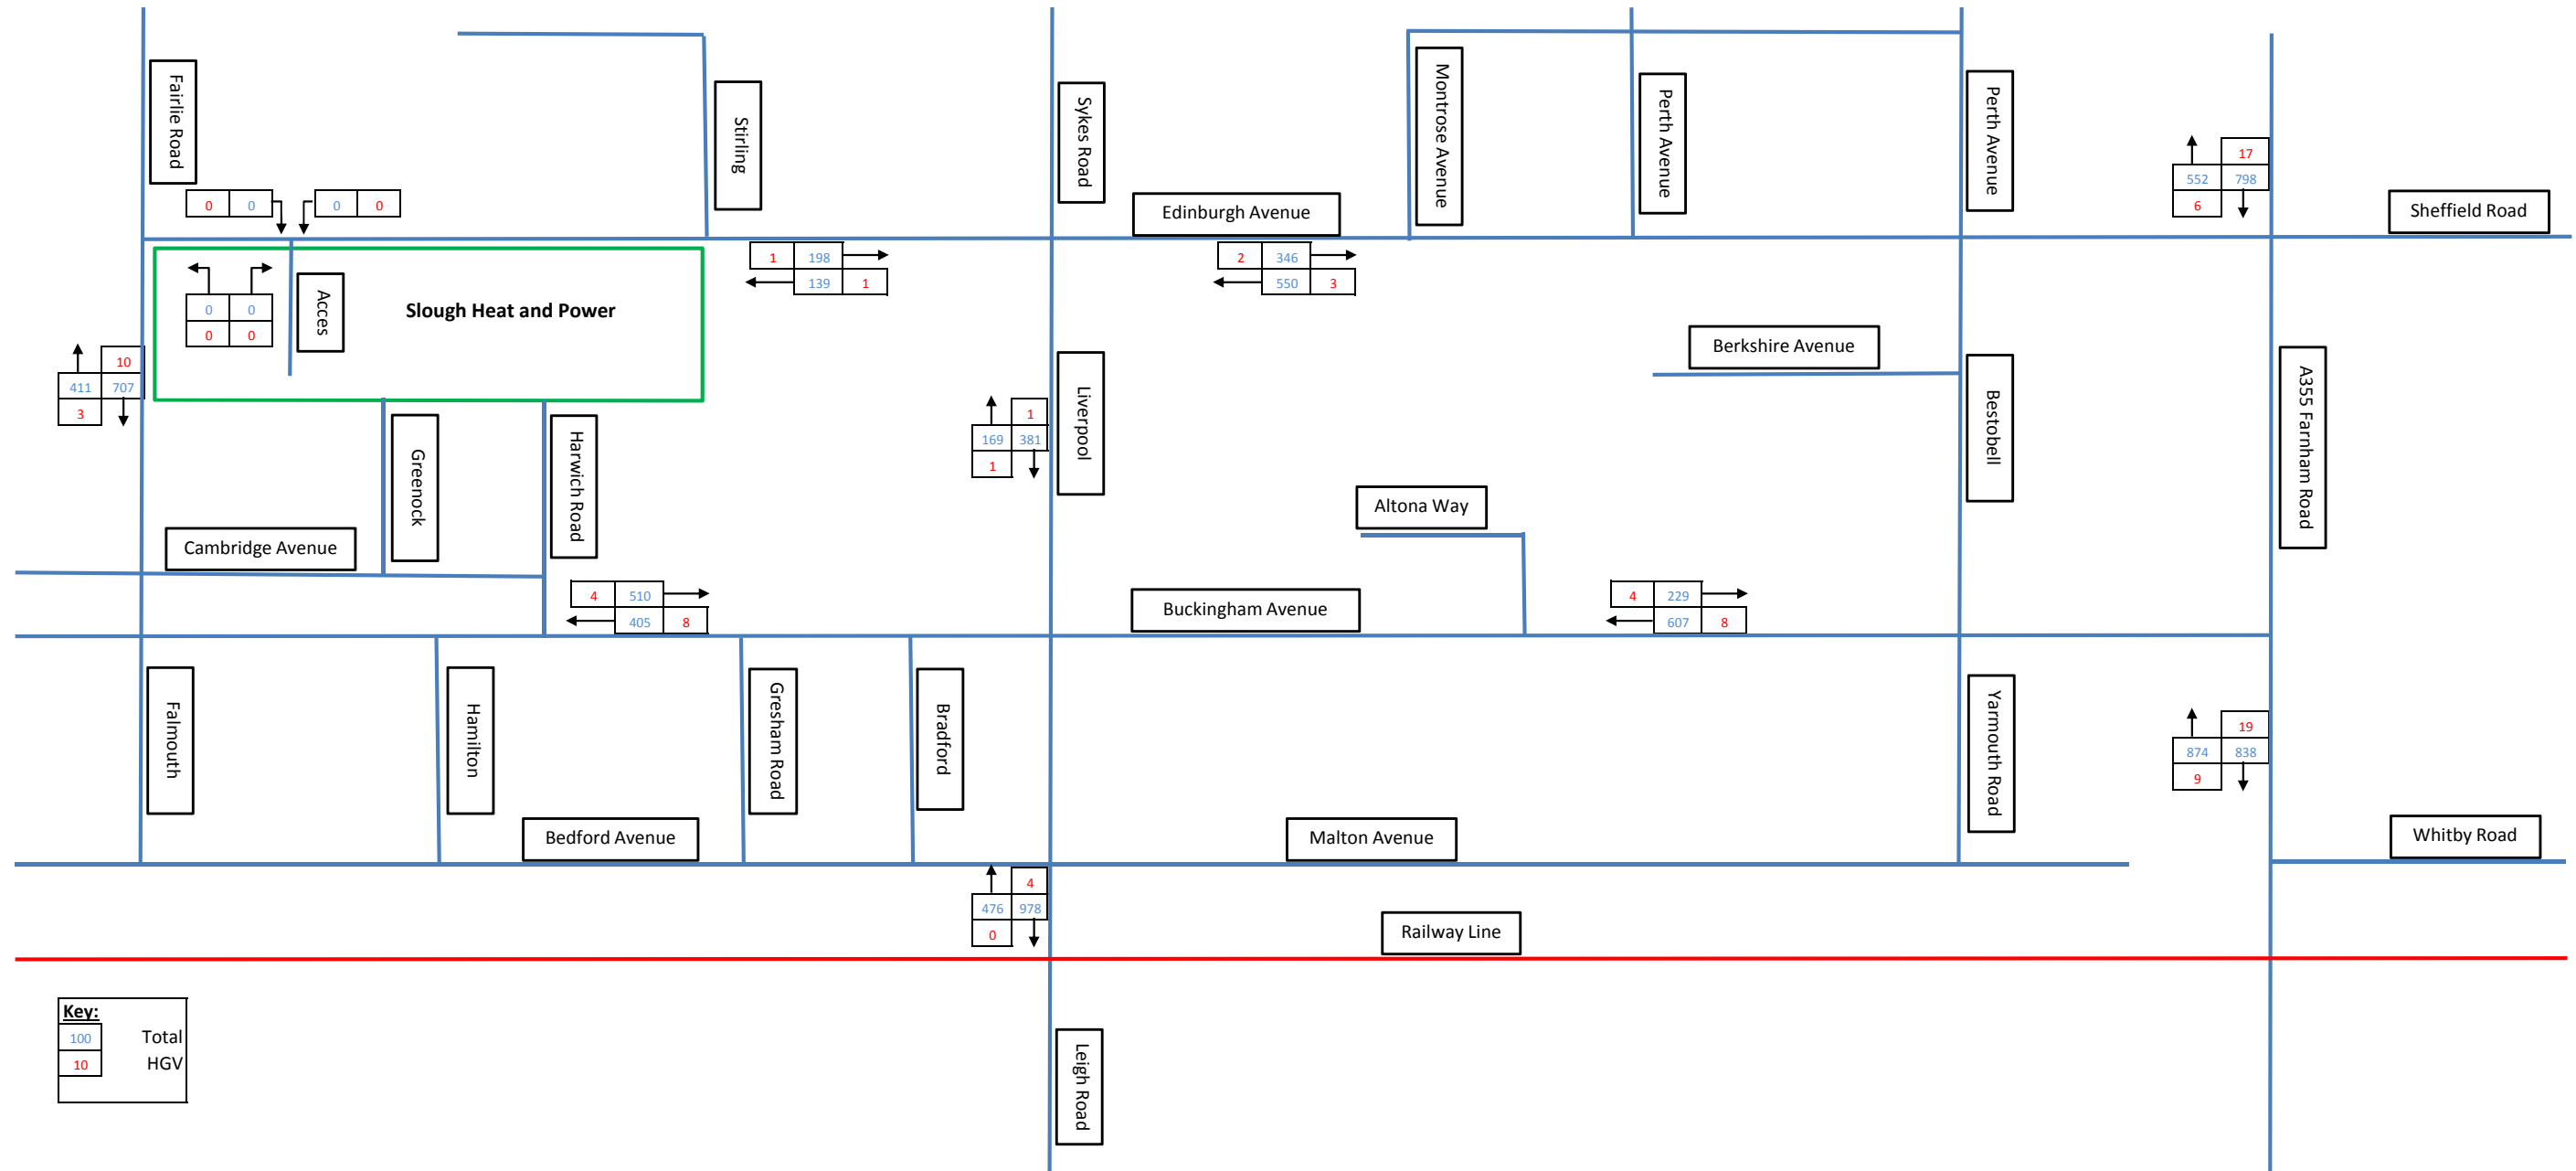 Fairlie Road
Stirling
Sykes Road
Montrose Avenue
Perth Avenue
Perth Avenue
17
552 798
6
Sheffield Road
Edinburgh Avenue
0 0
0 0
1 198
139 1
2 346
550 3
0 0
0 0
Acces
Slough Heat and Power
10
411 707
3
Berkshire Avenue
Liverpool
1
169 381
1
Bestobell
A355 Farnham Road
Greenock
Harwich Road
Altona Way
Cambridge Avenue
4 510
405 8
Buckingham Avenue
4 229
607 8
Falmouth
Hamilton
Gresham Road
Bradford
Yarmouth Road
19
874 838
9
Bedford Avenue
Malton Avenue
Whitby Road
4
476 978
0
Railway Line
Key:
100 Total
10 HGV
Leigh Road